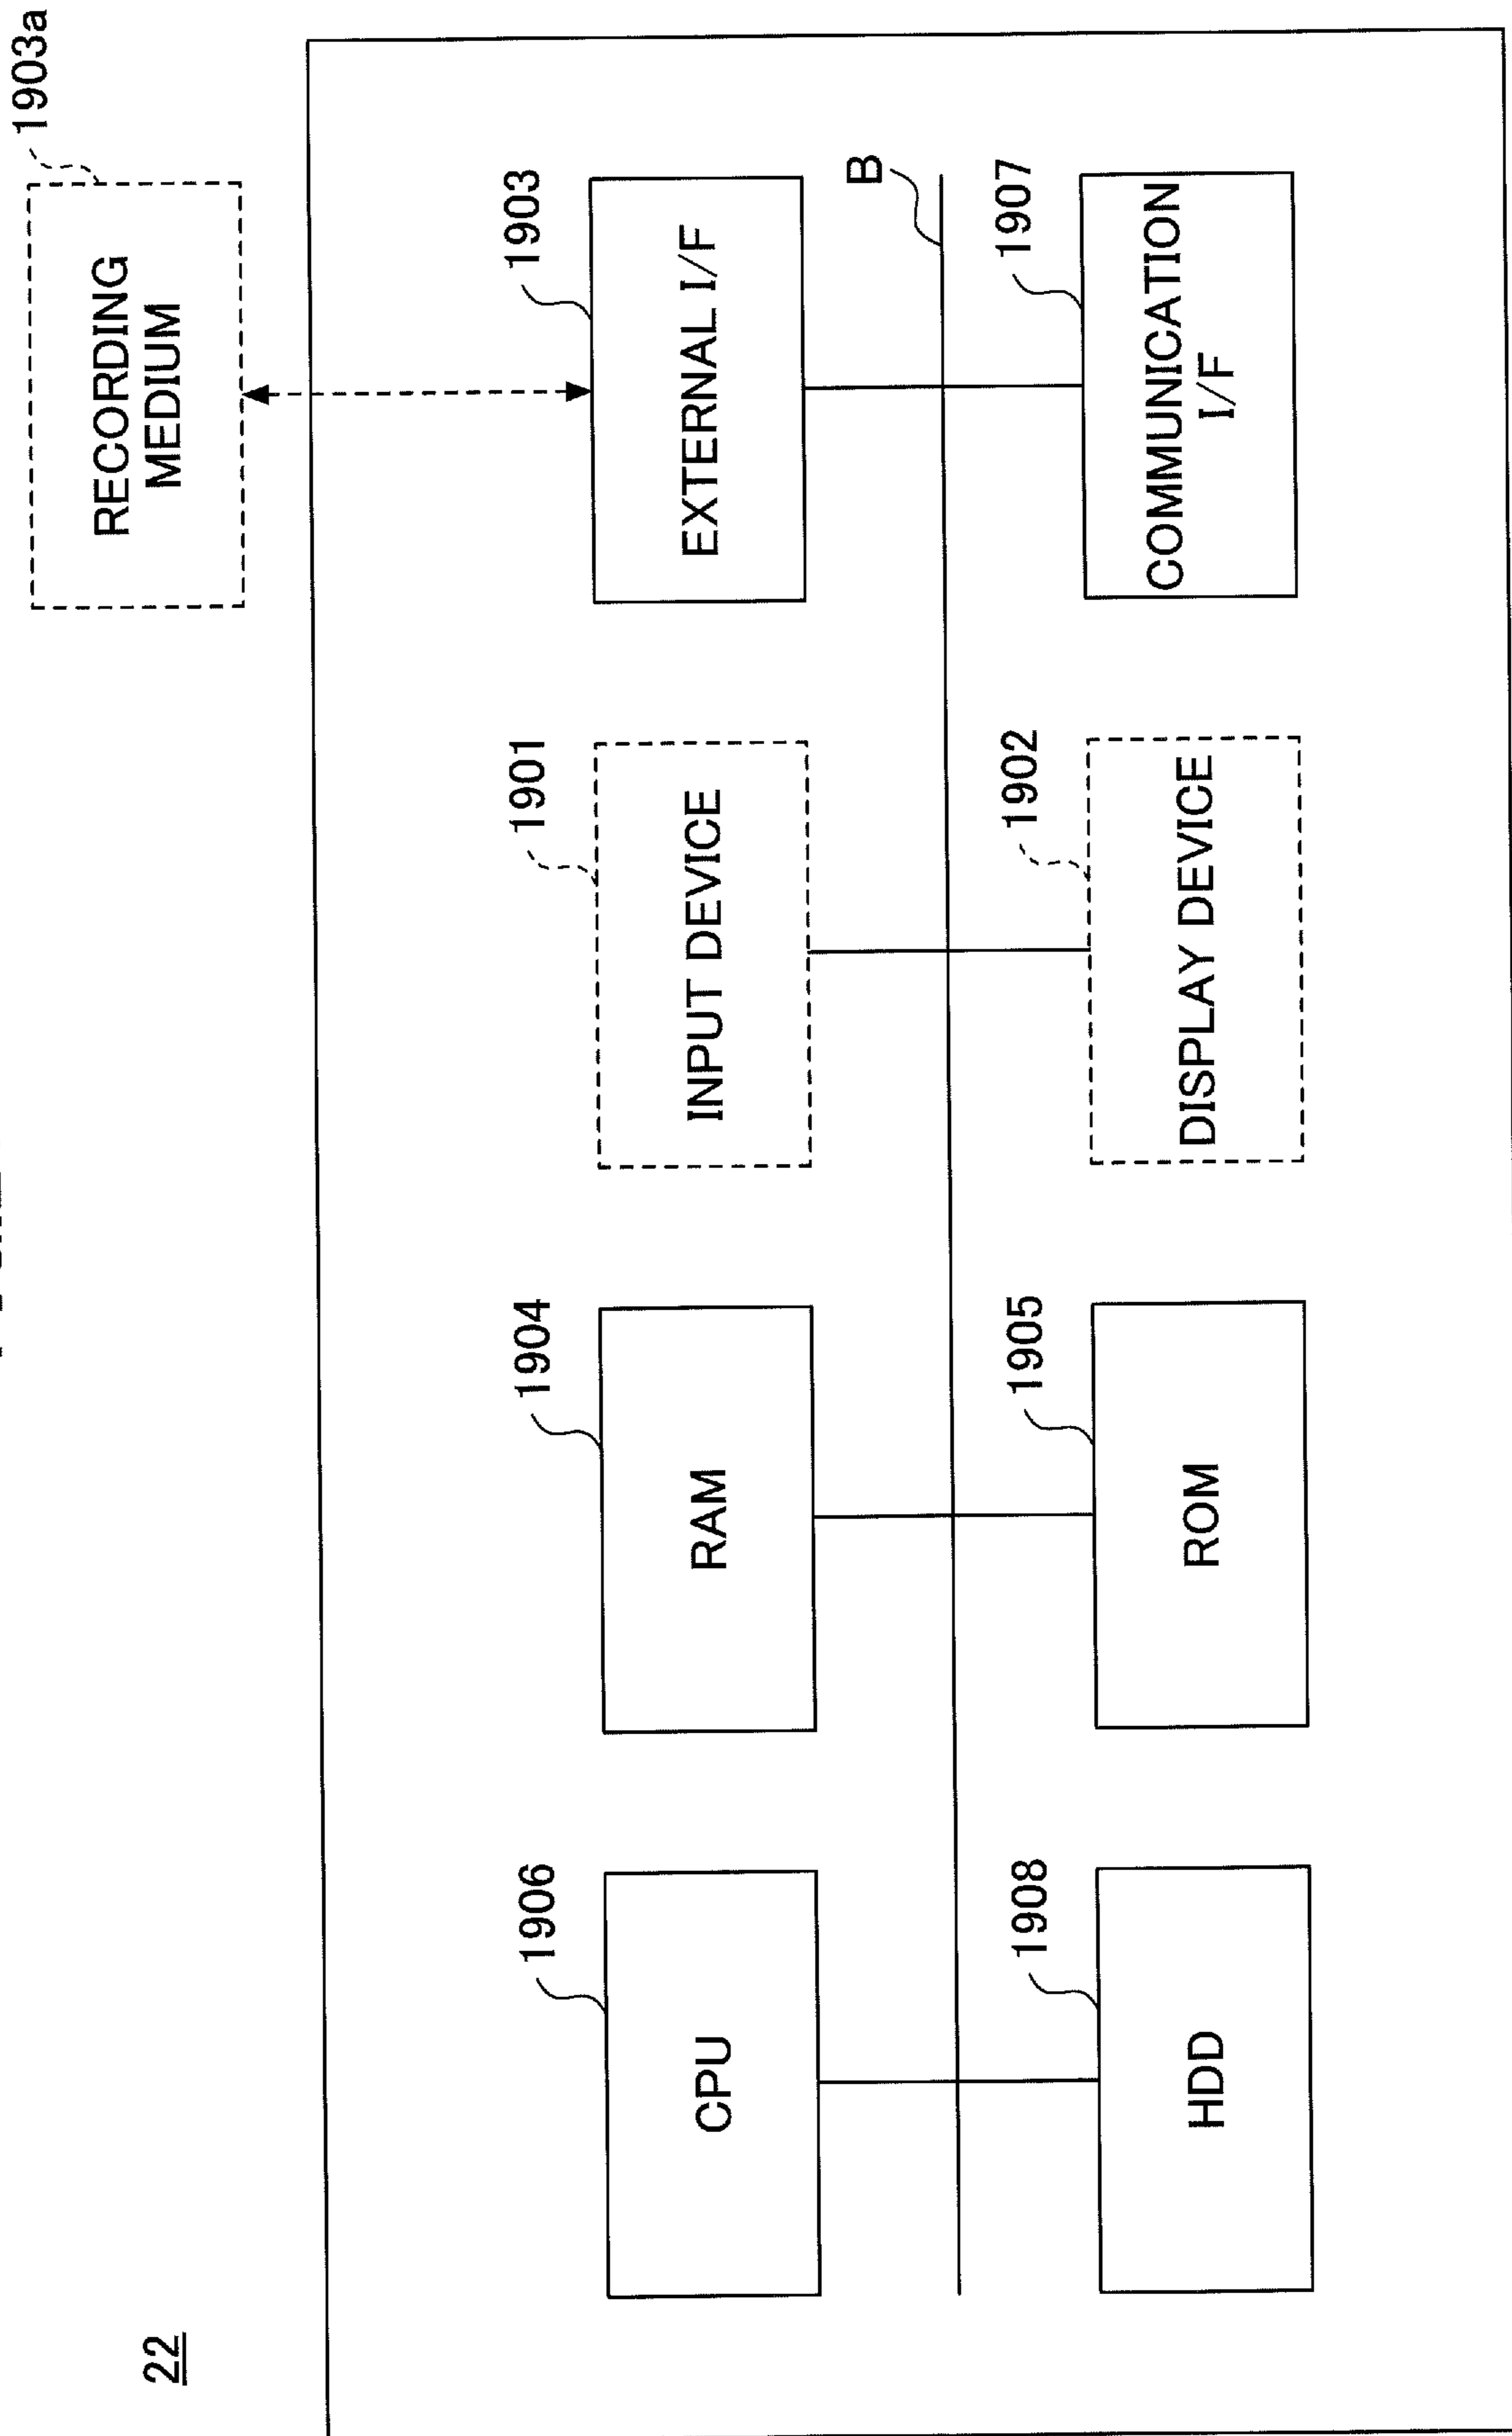 22
1903a
RECORDING
MEDIUM
1906
CPU
1904
RAM
1901
INPUT DEVICE
1903
EXTERNAL I/F
B
1908
HDD
1905
ROM
1902
DISPLAY DEVICE
1907
COMMUNICATION
I/F